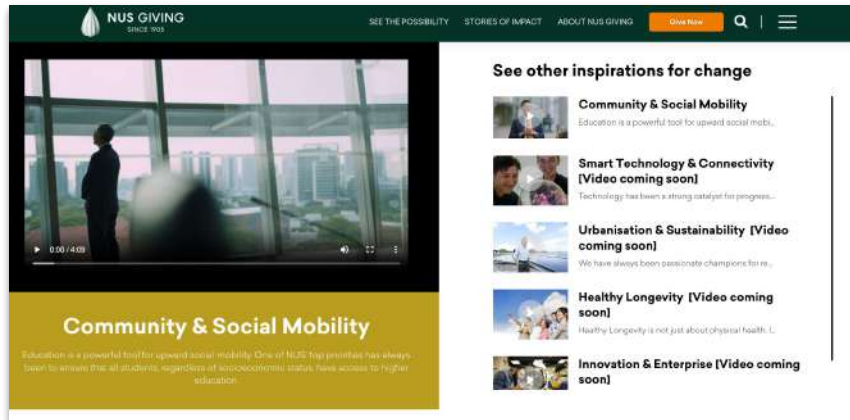 NUS GIVING
SINCE 1905
SEE THE POSSIBILITY
STORIES OF IMPACT
ABOUT NUS GIVING
Give Now
0:00 / 4:09
Community & Social Mobility
Education is a powerful tool for upward social mobility. One of NUS' top priorities has always
been to ensure that all students, regardless of socioeconomic status, have access to higher
education.
See other inspirations for change
Community & Social Mobility
Education is a powerful tool for upward social mobi...
Smart Technology & Connectivity
[Video coming soon]
Technology has been a strong catalyst for progress,...
Urbanisation & Sustainability [Video
coming soon]
We have always been passionate champions for re...
Healthy Longevity [Video coming
soon]
Healthy Longevity is not just about physical health. I...
Innovation & Enterprise [Video coming
soon]